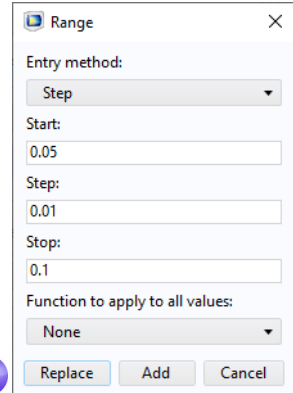 Range
Entry method:
Step
Start:
0.05
Step:
0.01
Stop:
0.1
Function to apply to all values:
None
Replace Add Cancel